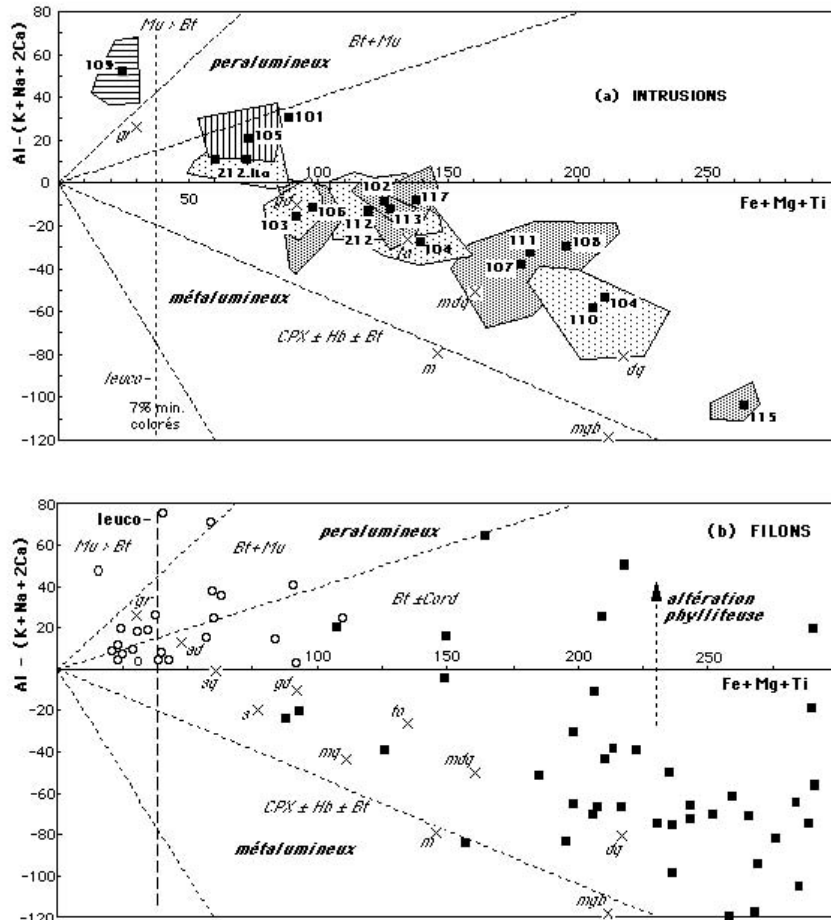 80
Mu > Bt
Bt+Mu
60
109
peralumineux
(a) INTRUSIONS
40
101
gr
105
20
212.IIa
102
117
0
50
100
150
200
250
Fe+Mg+Ti
gd
106
103
112
113
-20
212
to
104
111
108
107
-40
mdq
104
110
-60
métalumineux
CPX ± Hb ± Bt
-80
m
dq
leuco-
-100
7% min.
colorés
115
mgb
-120
Al-(K+Na+2Ca)
80
leuco-
peralumineux
(b) FILONS
Mu > Bt
60
Bt+Mu
40
Bt ±Cord
altération
phylliteuse
gr
20
ad
0
100
150
200
250
Fe+Mg+Ti
sq
gd
s
to
-20
mq
mdq
-40
-60
CPX ± Hb ± Bt
-80
m
dq
métalumineux
-100
mgb
-120
Al - (K+Na+2Ca)